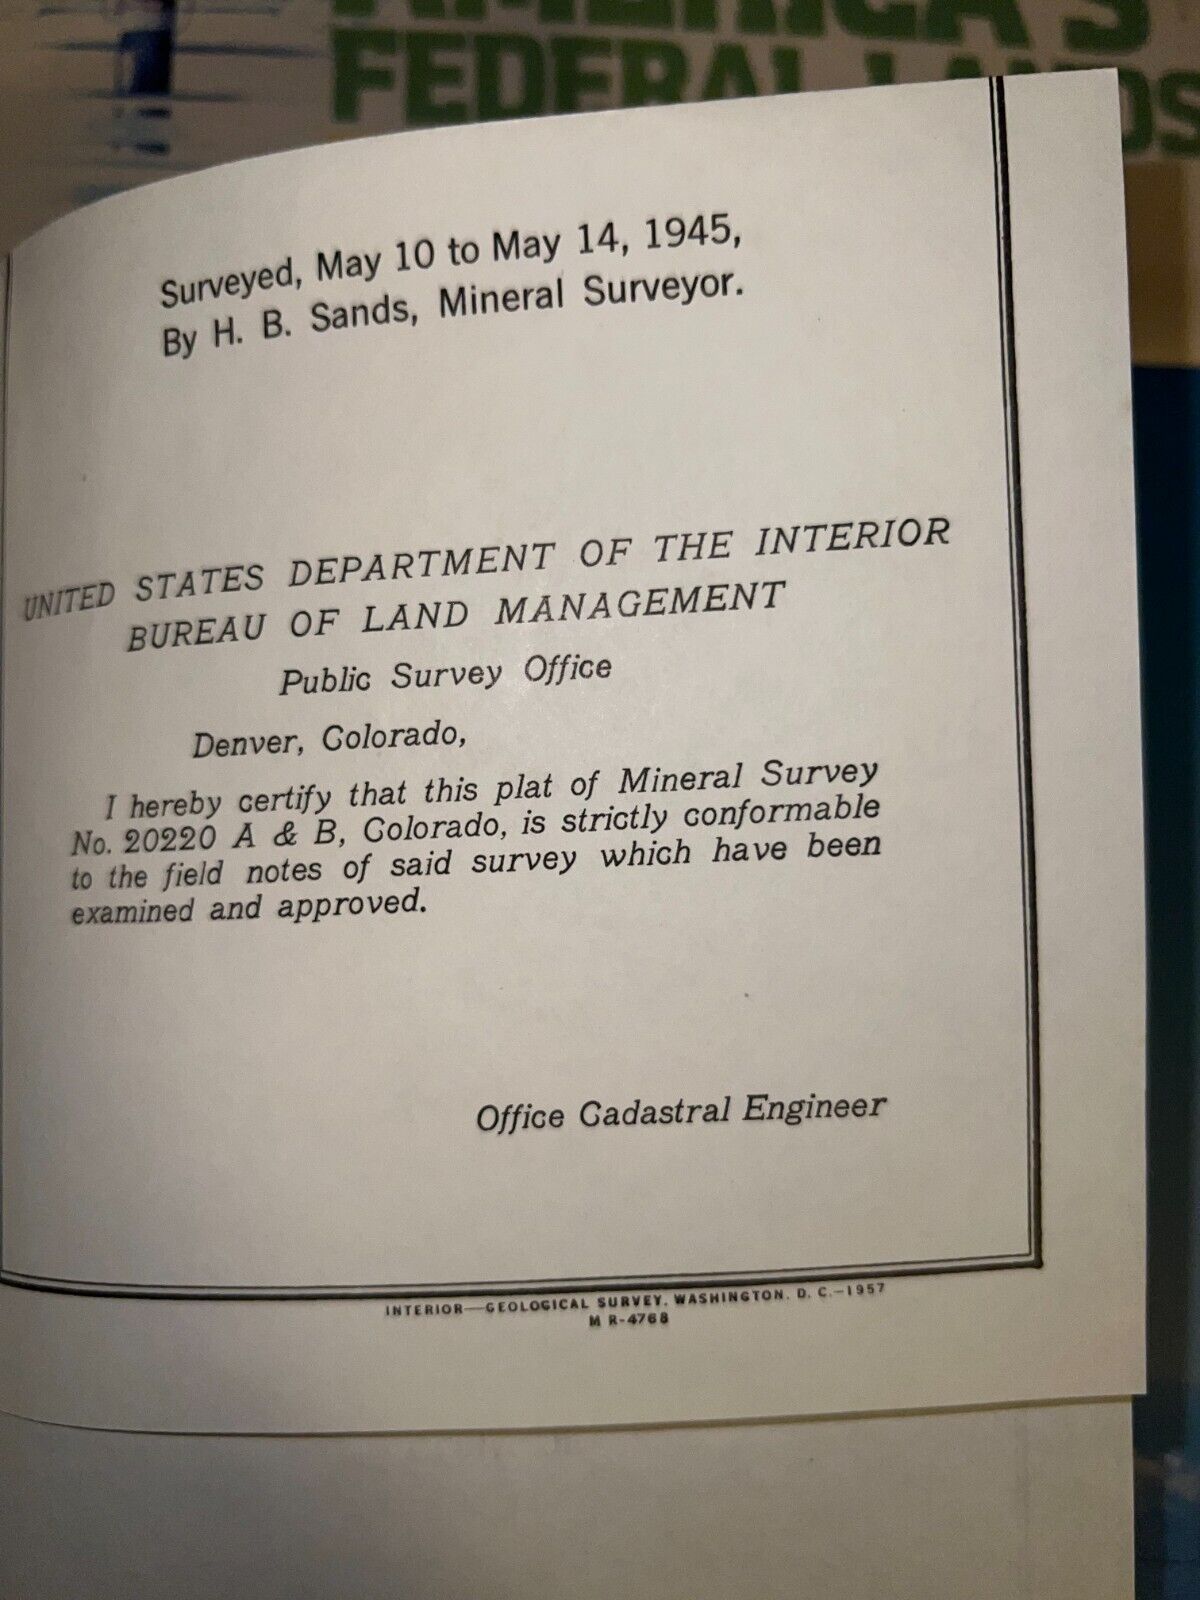 AMERICA'S
FEDERAL LANDS
Surveyed, May 10 to May 14, 1945,
By H. B. Sands, Mineral Surveyor.
UNITED STATES DEPARTMENT OF THE INTERIOR
BUREAU OF LAND MANAGEMENT
Public Survey Office
Denver, Colorado,
I hereby certify that this plat of Mineral Survey
No. 20220 A & B, Colorado, is strictly conformable
to the field notes of said survey which have been
examined and approved.
Office Cadastral Engineer
INTERIOR—GEOLOGICAL SURVEY, WASHINGTON, D. C.—1957
M R-4768